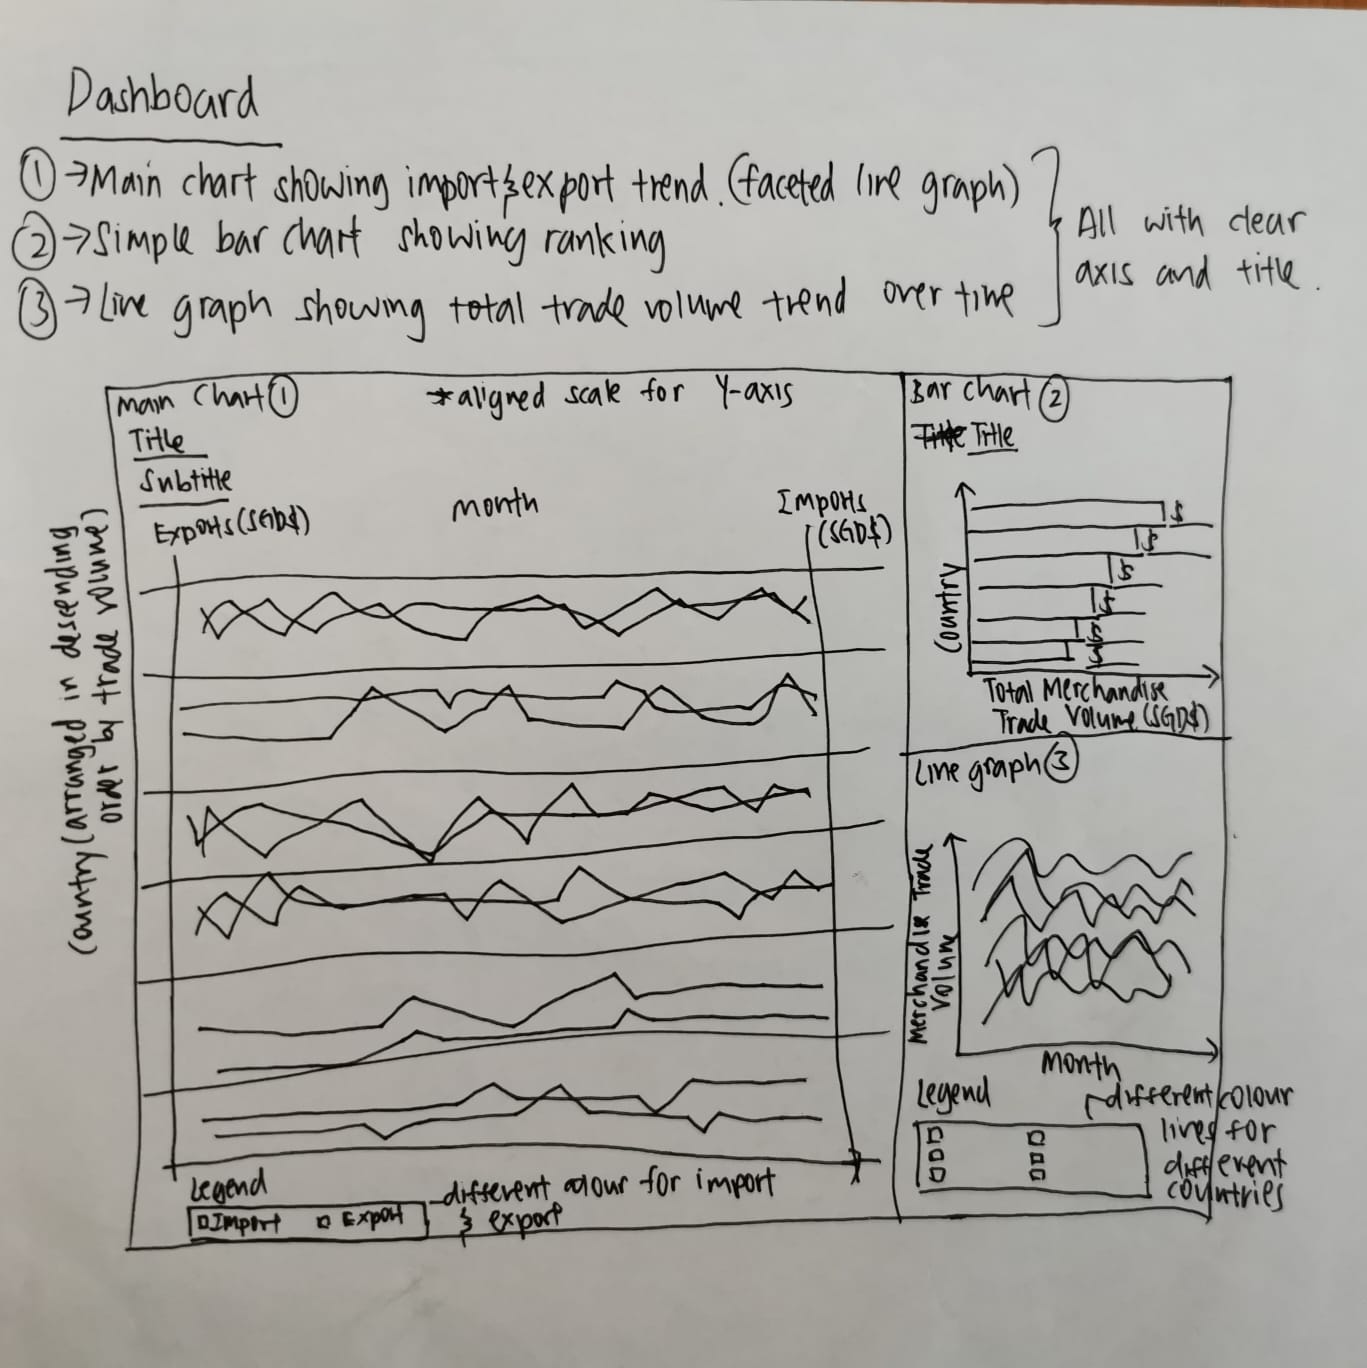 Dashboard
① → Main chart showing import & export trend. (faceted line graph)
② → Simple bar chart showing ranking
③ → Line graph showing total trade volume trend over time
All with clear
axis and title.
Main Chart ①
*aligned scale for Y-axis
Title
Subtitle
Exports (SGD$)
Month
Imports
(SGD$)
Country (arranged in descending
order by trade volume)
Legend
Import Export
different colour for import
& export
Bar Chart ②
Title Title
Country
$
$
$
$
$
$
Total Merchandise
Trade Volume (SGD$)
Line graph ③
Merchandise Trade
Volume
Month
Legend
different colour
lines for
different
countries